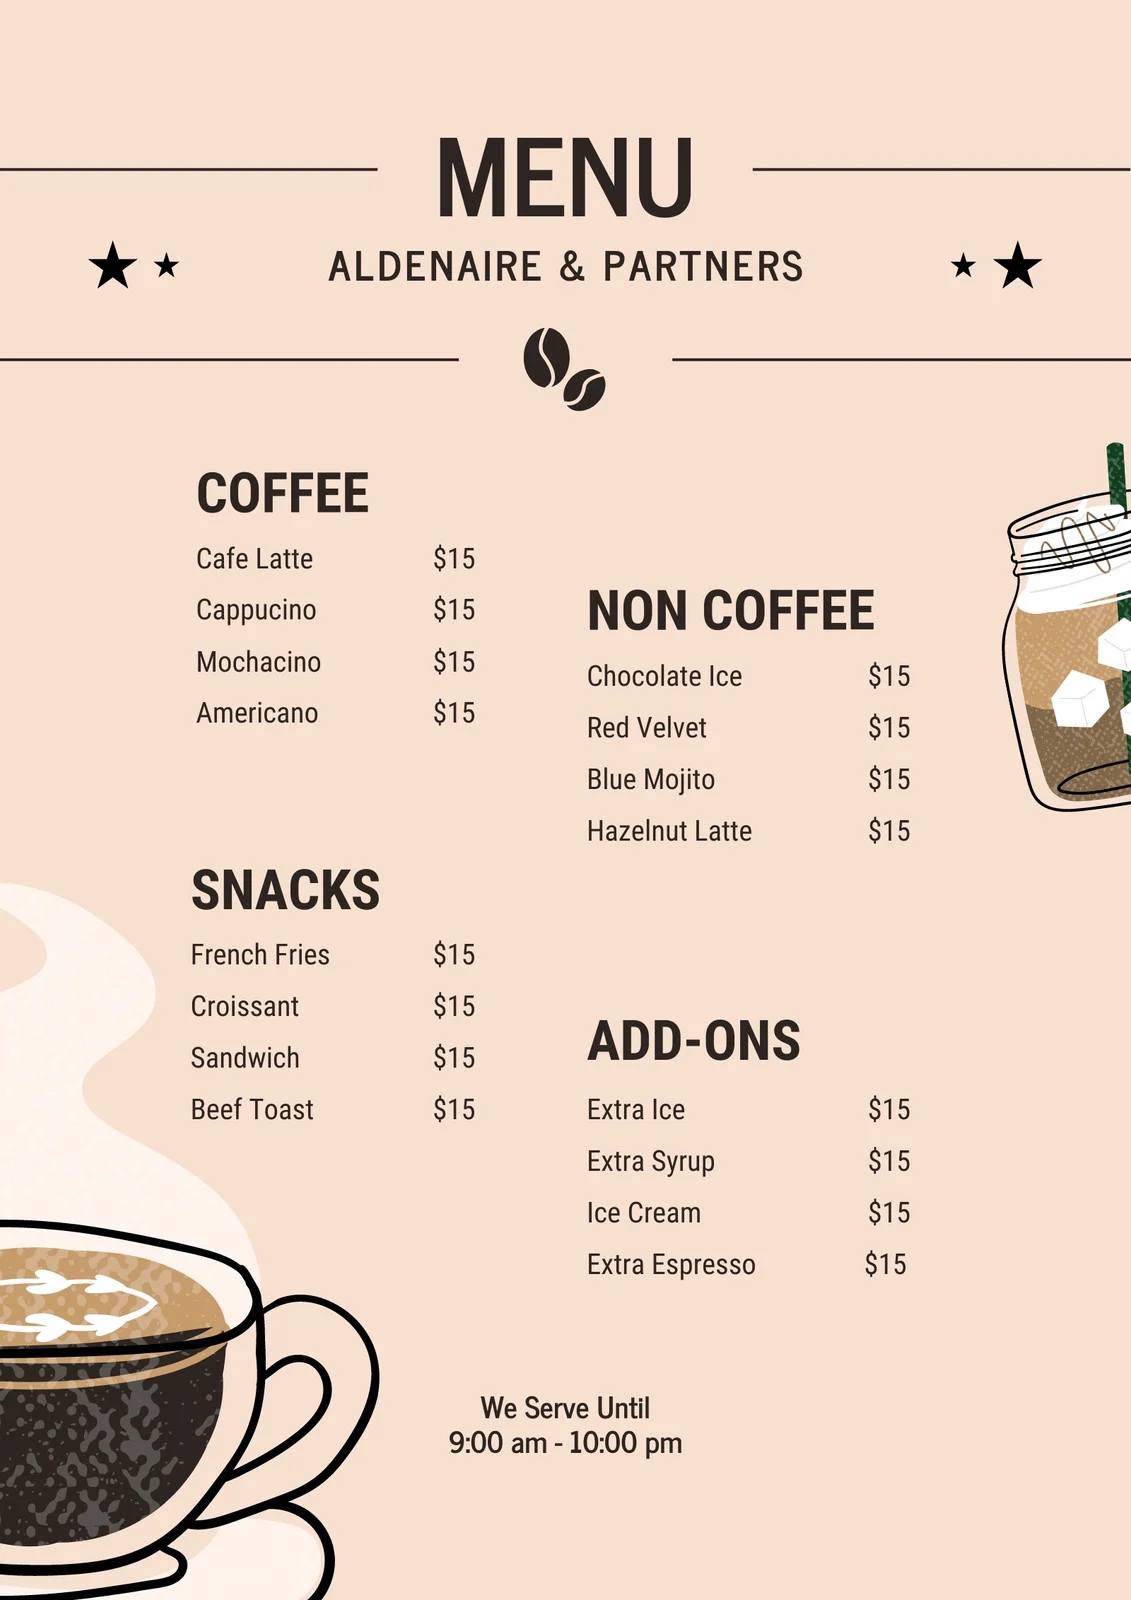 MENU
ALDENAIRE & PARTNERS
COFFEE
Cafe Latte $15
Cappucino $15
Mochacino $15
Americano $15
NON COFFEE
Chocolate Ice $15
Red Velvet $15
Blue Mojito $15
Hazelnut Latte $15
SNACKS
French Fries $15
Croissant $15
Sandwich $15
Beef Toast $15
ADD-ONS
Extra Ice $15
Extra Syrup $15
Ice Cream $15
Extra Espresso $15
We Serve Until
9:00 am - 10:00 pm